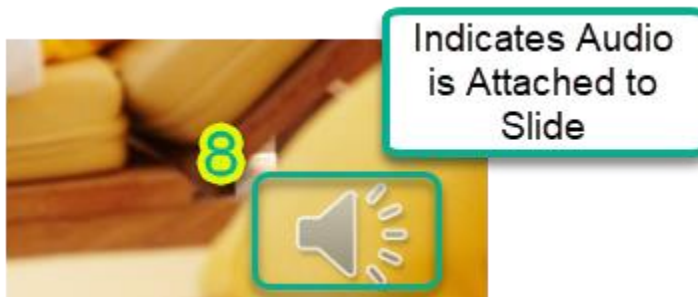 Indicates Audio
is Attached to
Slide
8